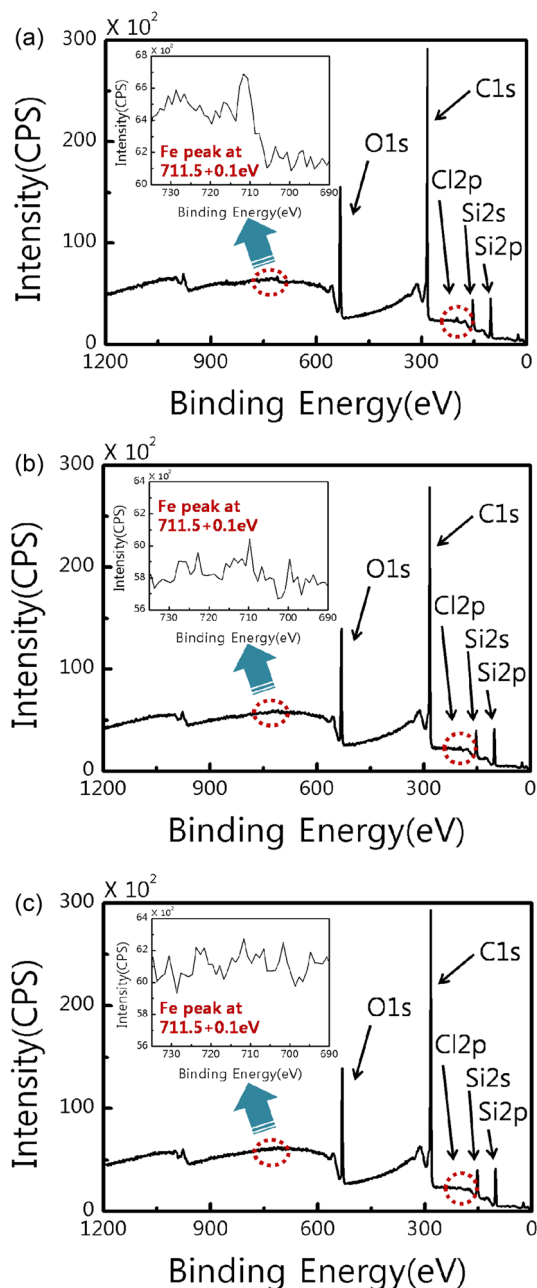 (a)
X 10²
300
200
100
0
1200
900
600
300
0
Intensity(CPS)
Binding Energy(eV)
X 10²
68
66
64
62
60
730
720
710
700
690
Intensity(CPS)
Binding Energy(eV)
Fe peak at
711.5+0.1eV
C1s
O1s
Cl2p
Si2s
Si2p
(b)
X 10²
300
200
100
0
1200
900
600
300
0
Intensity(CPS)
Binding Energy(eV)
X 10²
64
62
60
58
56
730
720
710
700
690
Intensity(CPS)
Binding Energy(eV)
Fe peak at
711.5+0.1eV
C1s
O1s
Cl2p
Si2s
Si2p
(c)
X 10²
300
200
100
0
1200
900
600
300
0
Intensity(CPS)
Binding Energy(eV)
X 10²
64
62
60
58
56
730
720
710
700
690
Intensity(CPS)
Binding Energy(eV)
Fe peak at
711.5+0.1eV
C1s
O1s
Cl2p
Si2s
Si2p